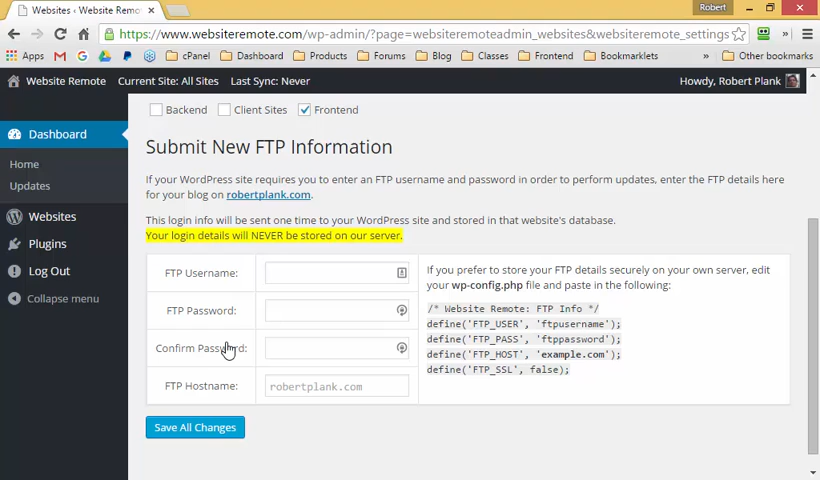 Websites ‹ Website Remo
Robert
https://www.websiteremote.com/wp-admin/?page=websiteremoteadmin_websites&websiteremote_settings
Apps
cPanel
Dashboard
Products
Forums
Blog
Classes
Frontend
Bookmarklets
»
Other bookmarks
Website Remote
Current Site: All Sites
Last Sync: Never
Howdy, Robert Plank
Dashboard
Home
Updates
Websites
Plugins
Log Out
Collapse menu
Backend
Client Sites
Frontend
Submit New FTP Information
If your WordPress site requires you to enter an FTP username and password in order to perform updates, enter the FTP details here
for your blog on robertplank.com.
This login info will be sent one time to your WordPress site and stored in that website's database.
Your login details will NEVER be stored on our server.
FTP Username:
FTP Password:
Confirm Password:
FTP Hostname:
robertplank.com
If you prefer to store your FTP details securely on your own server, edit
your wp-config.php file and paste in the following:
/* Website Remote: FTP Info */
define('FTP_USER', 'ftpusername');
define('FTP_PASS', 'ftppassword');
define('FTP_HOST', 'example.com');
define('FTP_SSL', false);
Save All Changes